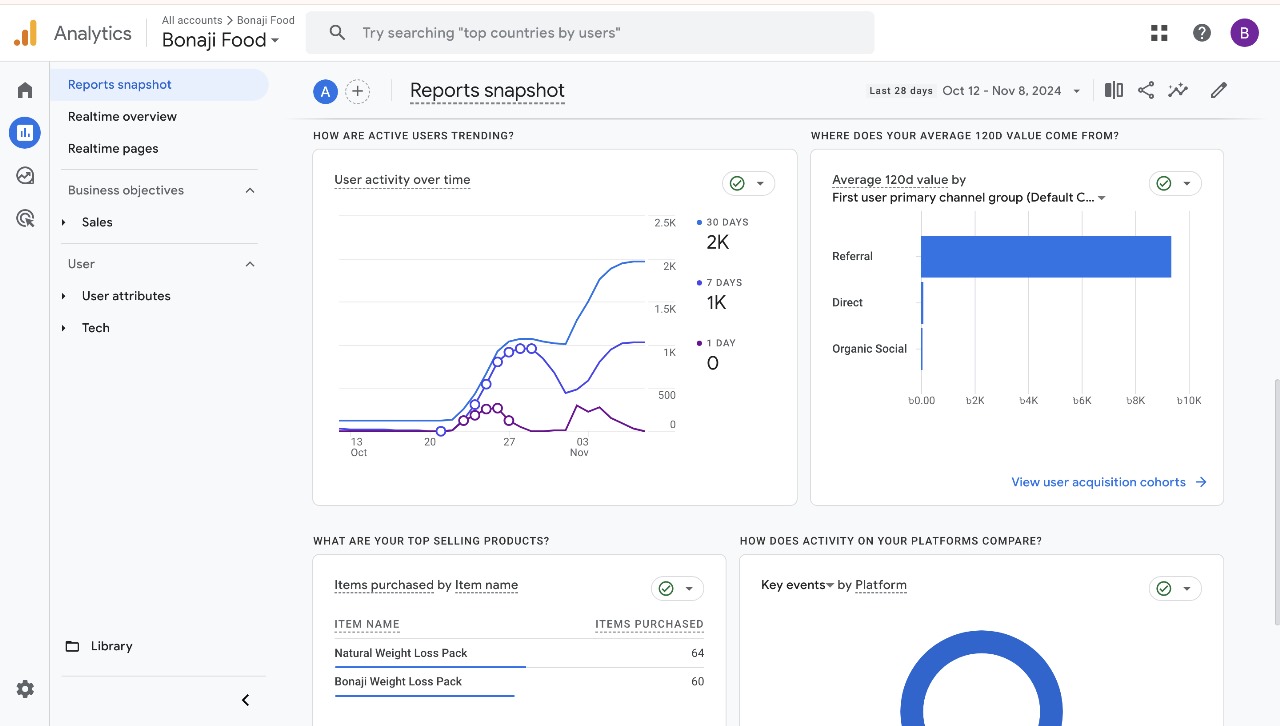 Analytics
All accounts > Bonaji Food
Bonaji Food
Try searching "top countries by users"
B
Reports snapshot
Realtime overview
Realtime pages
Business objectives
Sales
User
User attributes
Tech
Library
A
Reports snapshot
Last 28 days Oct 12 - Nov 8, 2024
HOW ARE ACTIVE USERS TRENDING?
User activity over time
2.5K
2K
1.5K
1K
500
0
13
Oct
20
27
03
Nov
30 DAYS
2K
7 DAYS
1K
1 DAY
0
WHERE DOES YOUR AVERAGE 120D VALUE COME FROM?
Average 120d value by
First user primary channel group (Default C...
Referral
Direct
Organic Social
৳0.00
৳2K
৳4K
৳6K
৳8K
৳10K
View user acquisition cohorts
WHAT ARE YOUR TOP SELLING PRODUCTS?
Items purchased by Item name
ITEM NAME ITEMS PURCHASED
Natural Weight Loss Pack 64
Bonaji Weight Loss Pack 60
HOW DOES ACTIVITY ON YOUR PLATFORMS COMPARE?
Key events by Platform